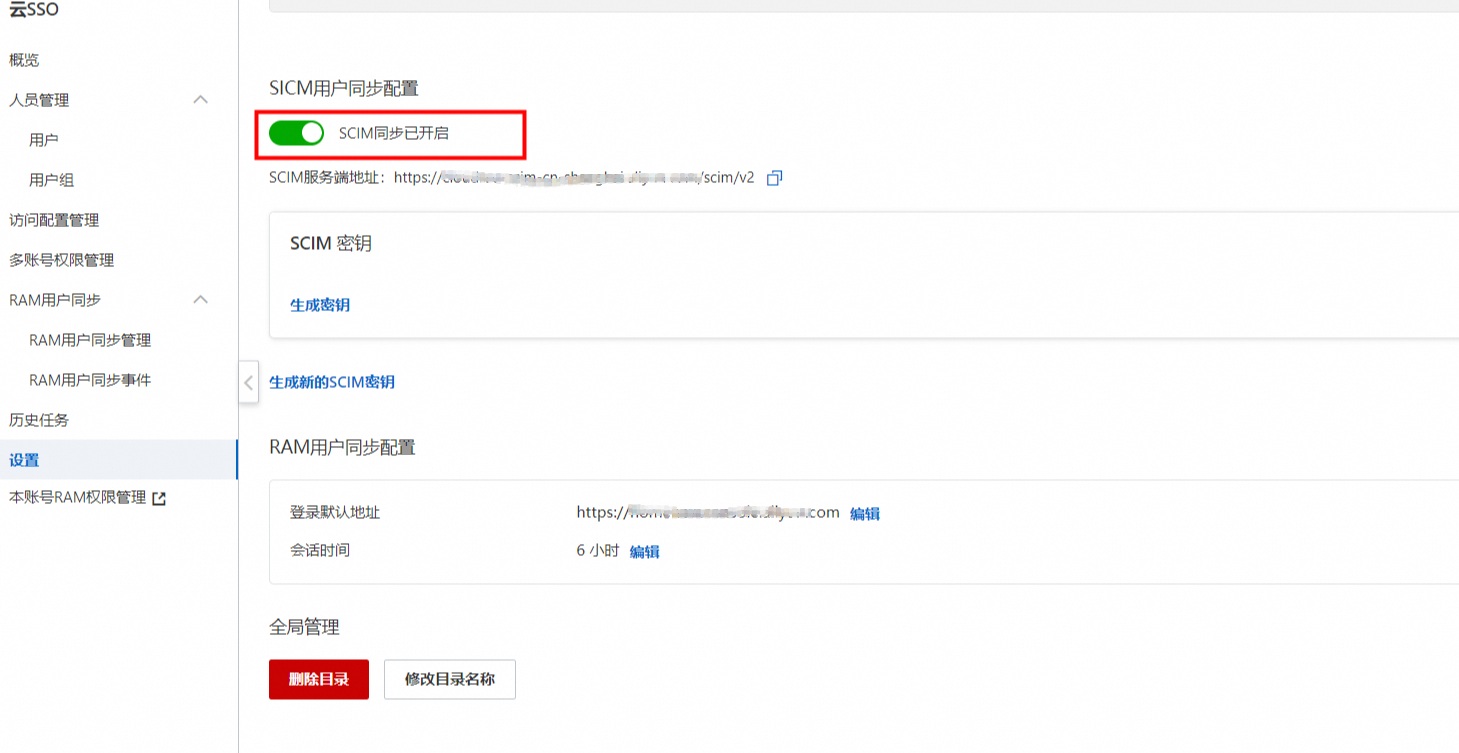 云SSO
概览
人员管理
用户
用户组
访问配置管理
多账号权限管理
RAM用户同步
RAM用户同步管理
RAM用户同步事件
历史任务
设置
本账号RAM权限管理
SICM用户同步配置
SCIM同步已开启
SCIM服务端地址：https:// /scim/v2
SCIM 密钥
生成密钥
生成新的SCIM密钥
RAM用户同步配置
登录默认地址 https:// .com 编辑
会话时间 6 小时 编辑
全局管理
删除目录 修改目录名称